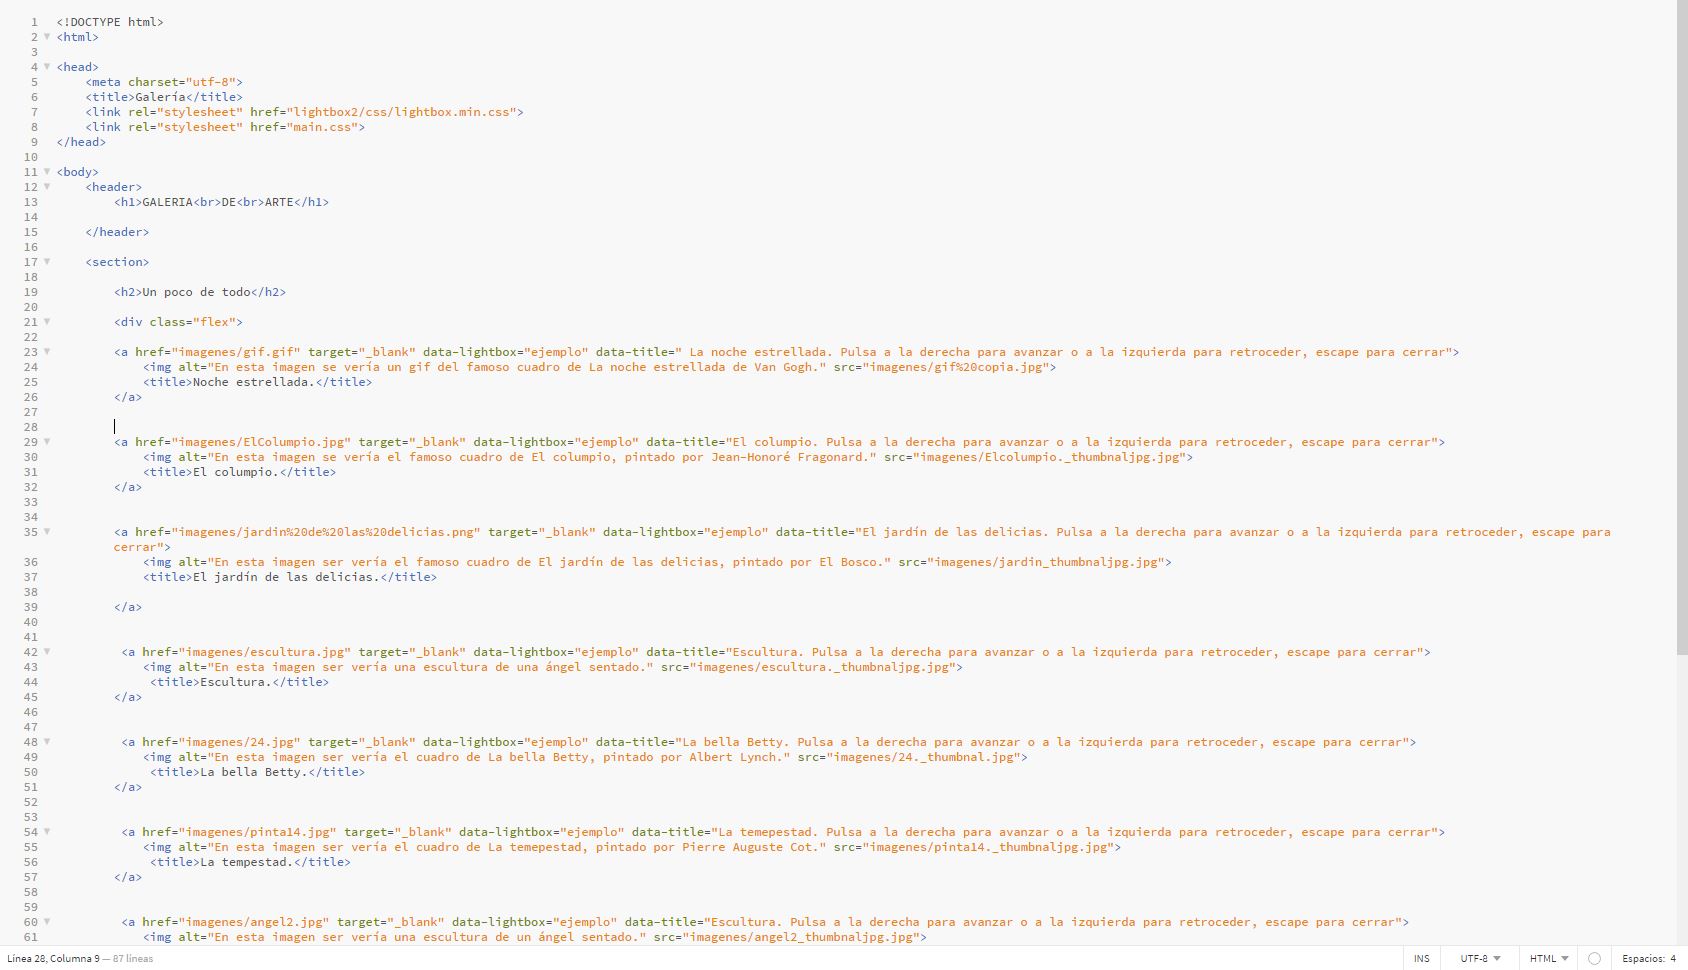 1 <!DOCTYPE html>
2 <html>
3
4 <head>
5 <meta charset="utf-8">
6 <title>Galería</title>
7 <link rel="stylesheet" href="lightbox2/css/lightbox.min.css">
8 <link rel="stylesheet" href="main.css">
9 </head>
10
11 <body>
12 <header>
13 <h1>GALERIA<br>DE<br>ARTE</h1>
14
15 </header>
16
17 <section>
18
19 <h2>Un poco de todo</h2>
20
21 <div class="flex">
22
23 <a href="imagenes/gif.gif" target="_blank" data-lightbox="ejemplo" data-title=" La noche estrellada. Pulsa a la derecha para avanzar o a la izquierda para retroceder, escape para cerrar">
24 <img alt="En esta imagen se vería un gif del famoso cuadro de La noche estrellada de Van Gogh." src="imagenes/gif%20copia.jpg">
25 <title>Noche estrellada.</title>
26 </a>
27
28
29 <a href="imagenes/ElColumpio.jpg" target="_blank" data-lightbox="ejemplo" data-title="El columpio. Pulsa a la derecha para avanzar o a la izquierda para retroceder, escape para cerrar">
30 <img alt="En esta imagen se vería el famoso cuadro de El columpio, pintado por Jean-Honoré Fragonard." src="imagenes/Elcolumpio._thumbnaljpg.jpg">
31 <title>El columpio.</title>
32 </a>
33
34
35 <a href="imagenes/jardin%20de%20las%20delicias.png" target="_blank" data-lightbox="ejemplo" data-title="El jardín de las delicias. Pulsa a la derecha para avanzar o a la izquierda para retroceder, escape para
cerrar">
36 <img alt="En esta imagen ser vería el famoso cuadro de El jardín de las delicias, pintado por El Bosco." src="imagenes/jardin_thumbnaljpg.jpg">
37 <title>El jardín de las delicias.</title>
38
39 </a>
40
41
42 <a href="imagenes/escultura.jpg" target="_blank" data-lightbox="ejemplo" data-title="Escultura. Pulsa a la derecha para avanzar o a la izquierda para retroceder, escape para cerrar">
43 <img alt="En esta imagen ser vería una escultura de una ángel sentado." src="imagenes/escultura._thumbnaljpg.jpg">
44 <title>Escultura.</title>
45 </a>
46
47
48 <a href="imagenes/24.jpg" target="_blank" data-lightbox="ejemplo" data-title="La bella Betty. Pulsa a la derecha para avanzar o a la izquierda para retroceder, escape para cerrar">
49 <img alt="En esta imagen ser vería el cuadro de La bella Betty, pintado por Albert Lynch." src="imagenes/24._thumbnal.jpg">
50 <title>La bella Betty.</title>
51 </a>
52
53
54 <a href="imagenes/pinta14.jpg" target="_blank" data-lightbox="ejemplo" data-title="La temepestad. Pulsa a la derecha para avanzar o a la izquierda para retroceder, escape para cerrar">
55 <img alt="En esta imagen ser vería el cuadro de La temepestad, pintado por Pierre Auguste Cot." src="imagenes/pinta14._thumbnaljpg.jpg">
56 <title>La tempestad.</title>
57 </a>
58
59
60 <a href="imagenes/angel2.jpg" target="_blank" data-lightbox="ejemplo" data-title="Escultura. Pulsa a la derecha para avanzar o a la izquierda para retroceder, escape para cerrar">
61 <img alt="En esta imagen ser vería una escultura de un ángel sentado." src="imagenes/angel2_thumbnaljpg.jpg">
Línea 28, Columna 9 — 87 líneas INS UTF-8 HTML Espacios: 4